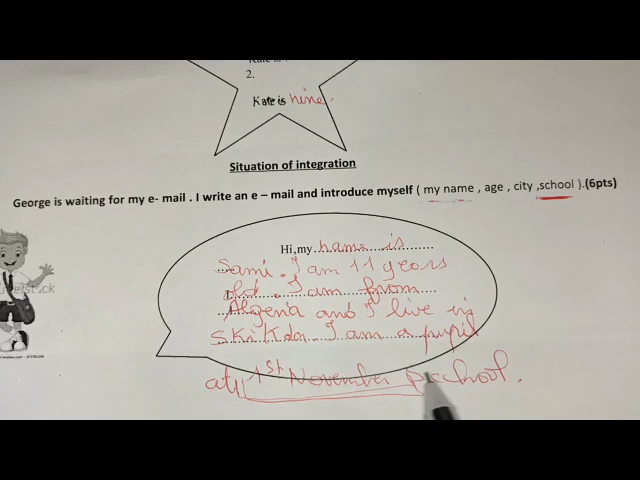 2.
Kate is nine.
Situation of integration
George is waiting for my e- mail . I write an e – mail and introduce myself ( my name , age , city ,school ).(6pts)
Hi,my name is
Sami. I am 11 years
old. I am from
Algeria and I live in
Skikda. I am a pupil
at 1st November school.